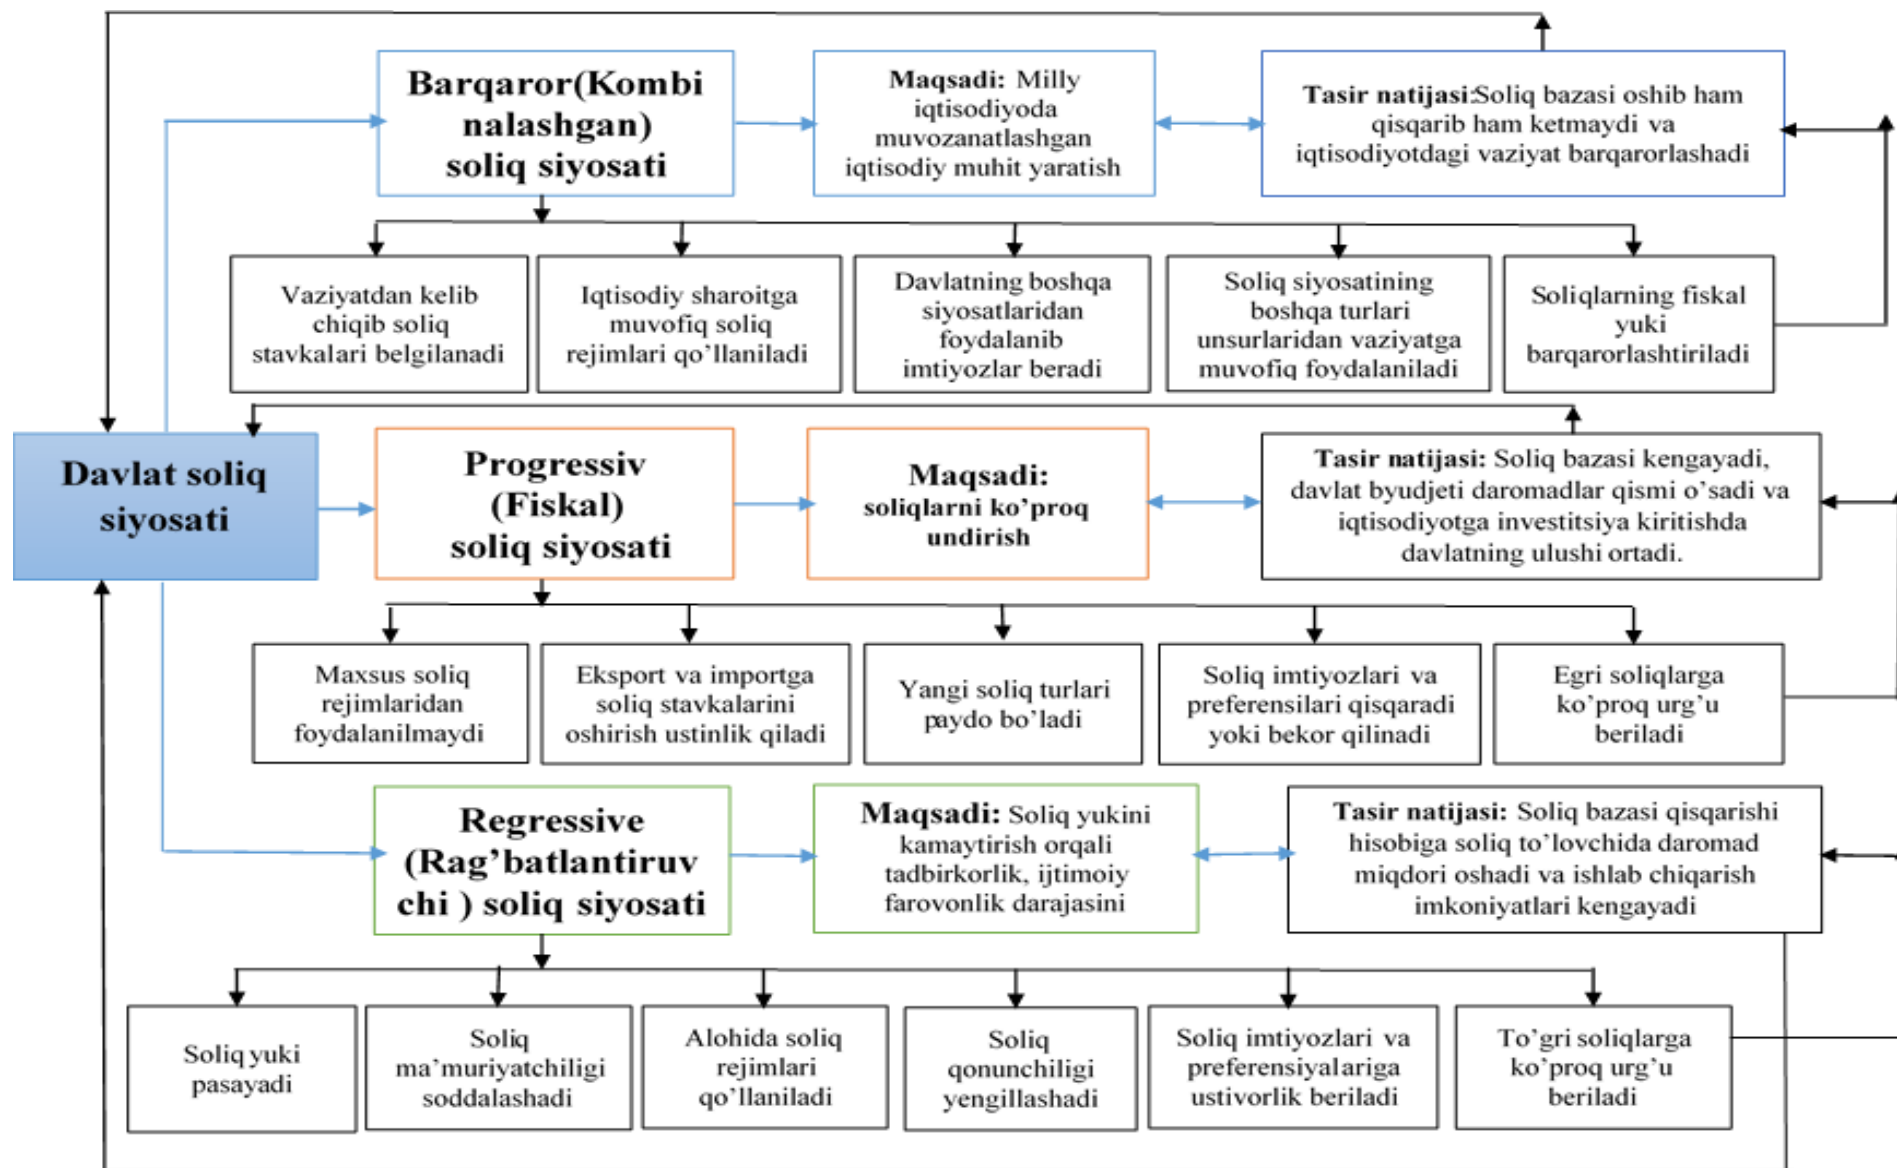 Barqaror(Kombi
nalashgan)
soliq siyosati
Maqsadi: Milly
iqtisodiyoda
muvozanatlashgan
iqtisodiy muhit yaratish
Tasir natijasi:Soliq bazasi oshib ham
qisqarib ham ketmaydi va
iqtisodiyotdagi vaziyat barqarorlashadi
Vaziyatdan kelib
chiqib soliq
stavkalari belgilanadi
Iqtisodiy sharoitga
muvofiq soliq
rejimlari qo’llaniladi
Davlatning boshqa
siyosatlaridan
foydalanib
imtiyozlar beradi
Soliq siyosatining
boshqa turlari
unsurlaridan vaziyatga
muvofiq foydalaniladi
Soliqlarning fiskal
yuki
barqarorlashtiriladi
Davlat soliq
siyosati
Progressiv
(Fiskal)
soliq siyosati
Maqsadi:
soliqlarni ko’proq
undirish
Tasir natijasi: Soliq bazasi kengayadi,
davlat byudjeti daromadlar qismi o’sadi va
iqtisodiyotga investitsiya kiritishda
davlatning ulushi ortadi.
Maxsus soliq
rejimlaridan
foydalanilmaydi
Eksport va importga
soliq stavkalarini
oshirish ustinlik qiladi
Yangi soliq turlari
paydo bo’ladi
Soliq imtiyozlari va
preferensilari qisqaradi
yoki bekor qilinadi
Egri soliqlarga
ko’proq urg’u
beriladi
Regressive
(Rag’batlantiruv
chi ) soliq siyosati
Maqsadi: Soliq yukini
kamaytirish orqali
tadbirkorlik, ijtimoiy
farovonlik darajasini
Tasir natijasi: Soliq bazasi qisqarishi
hisobiga soliq to’lovchida daromad
miqdori oshadi va ishlab chiqarish
imkoniyatlari kengayadi
Soliq yuki
pasayadi
Soliq
ma’muriyatchiligi
soddalashadi
Alohida soliq
rejimlari
qo’llaniladi
Soliq
qonunchiligi
yengillashadi
Soliq imtiyozlari va
preferensiyalariga
ustivorlik beriladi
To’gri soliqlarga
ko’proq urg’u
beriladi